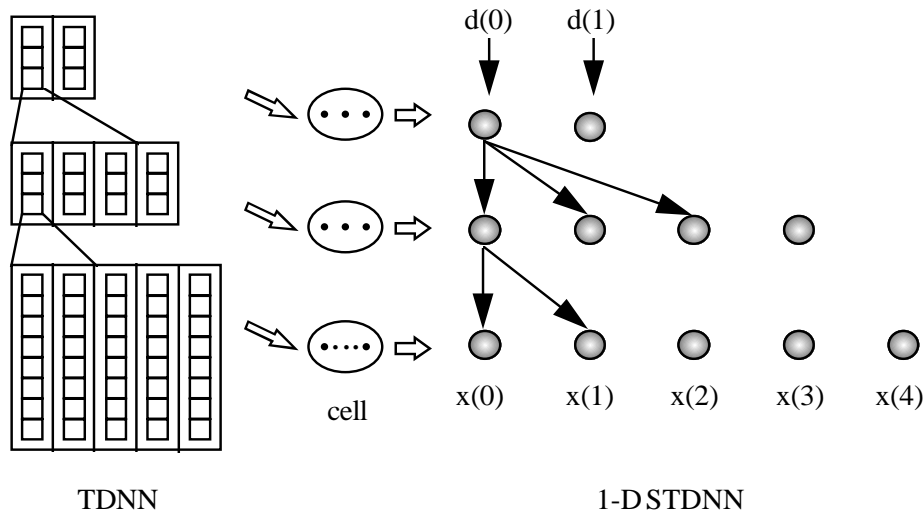 d(0) d(1)
cell
x(0) x(1) x(2) x(3) x(4)
TDNN
1-D STDNN